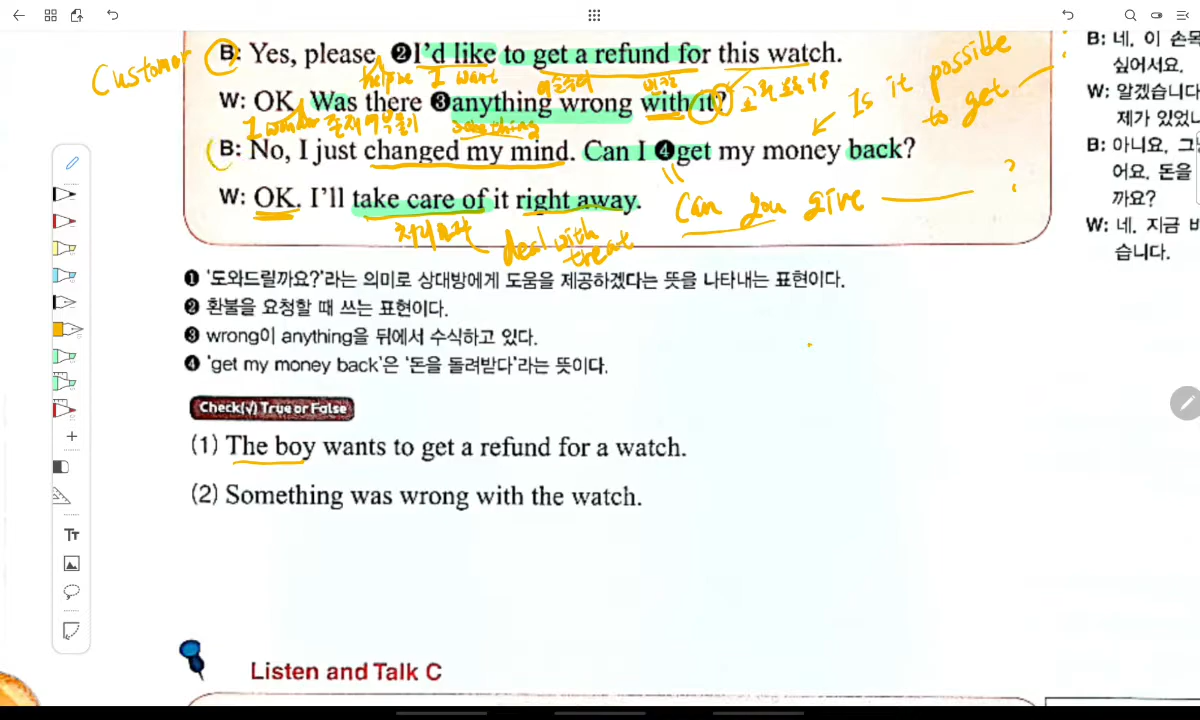 B: Yes, please. ❷I'd like to get a refund for this watch.
Customer
help me I want
W: OK. Was there ❸anything wrong with it?
I wonder
something
Is it possible
to get
B: No, I just changed my mind. Can I ❹get my money back?
W: OK. I'll take care of it right away.
Can you give ?
deal with
treat
❶ '도와드릴까요?'라는 의미로 상대방에게 도움을 제공하겠다는 뜻을 나타내는 표현이다.
❷ 환불을 요청할 때 쓰는 표현이다.
❸ wrong이 anything을 뒤에서 수식하고 있다.
❹ 'get my money back'은 '돈을 돌려받다'라는 뜻이다.
Check(√) True or False
(1) The boy wants to get a refund for a watch.
(2) Something was wrong with the watch.
Listen and Talk C
B: 네, 이 손목
싶어서요.
W: 알겠습니다
제가 있었나
B: 아니요, 그
어요. 돈을
까요?
W: 네, 지금 바
습니다.
Tт